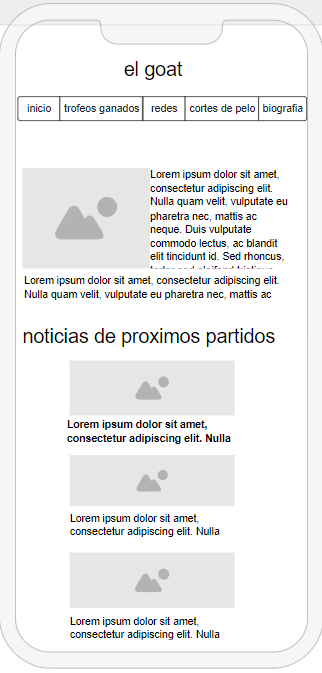 el goat
inicio
trofeos ganados
redes
cortes de pelo
biografia
Lorem ipsum dolor sit amet,
consectetur adipiscing elit.
Nulla quam velit, vulputate eu
pharetra nec, mattis ac
neque. Duis vulputate
commodo lectus, ac blandit
elit tincidunt id. Sed rhoncus,
tortor sed eleifend tristique
Lorem ipsum dolor sit amet, consectetur adipiscing elit.
Nulla quam velit, vulputate eu pharetra nec, mattis ac
noticias de proximos partidos
Lorem ipsum dolor sit amet,
consectetur adipiscing elit. Nulla
Lorem ipsum dolor sit amet,
consectetur adipiscing elit. Nulla
Lorem ipsum dolor sit amet,
consectetur adipiscing elit. Nulla